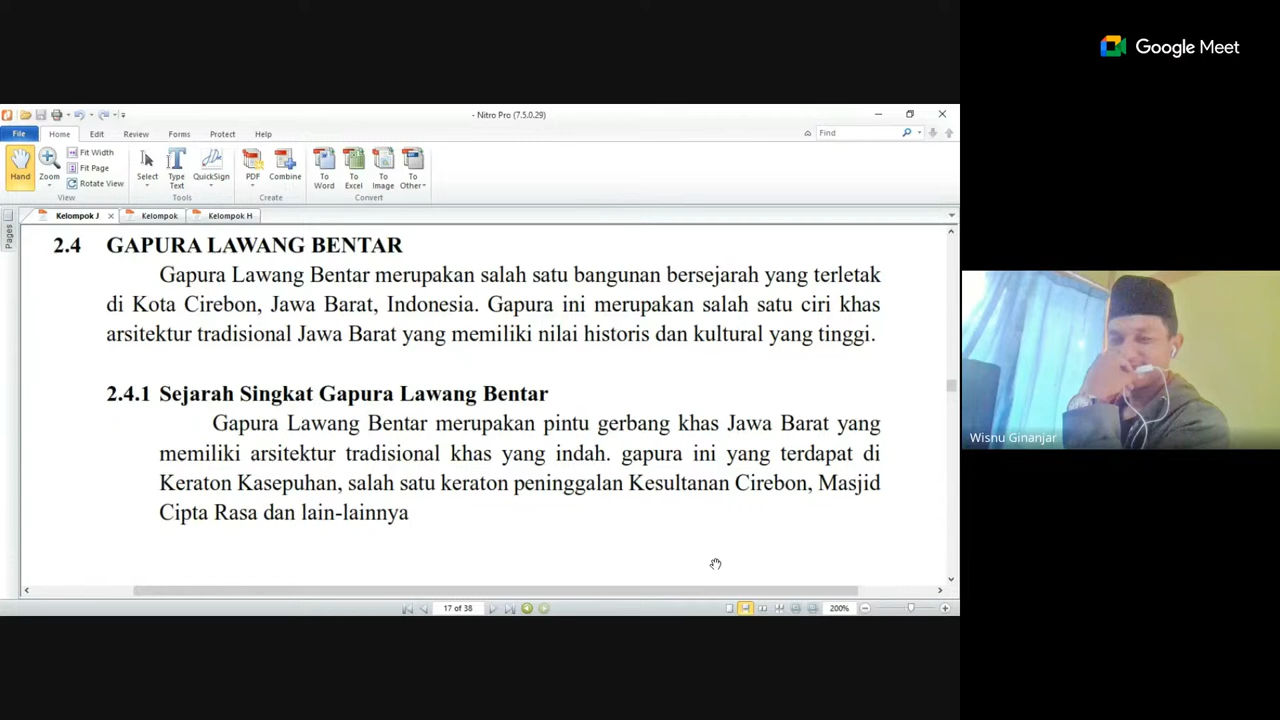 Google Meet
- Nitro Pro (7.5.0.29)
File Home Edit Review Forms Protect Help
Find
Hand
Zoom
Fit Width
Fit Page
Rotate View
View
Select
Type Text
QuickSign
Tools
PDF
Combine
Create
To Word
To Excel
To Image
To Other
Convert
Kelompok J
Kelompok
Kelompok H
Pages
2.4 GAPURA LAWANG BENTAR
Gapura Lawang Bentar merupakan salah satu bangunan bersejarah yang terletak
di Kota Cirebon, Jawa Barat, Indonesia. Gapura ini merupakan salah satu ciri khas
arsitektur tradisional Jawa Barat yang memiliki nilai historis dan kultural yang tinggi.
2.4.1 Sejarah Singkat Gapura Lawang Bentar
Gapura Lawang Bentar merupakan pintu gerbang khas Jawa Barat yang
memiliki arsitektur tradisional khas yang indah. gapura ini yang terdapat di
Keraton Kasepuhan, salah satu keraton peninggalan Kesultanan Cirebon, Masjid
Cipta Rasa dan lain-lainnya
17 of 38
200%
Wisnu Ginanjar